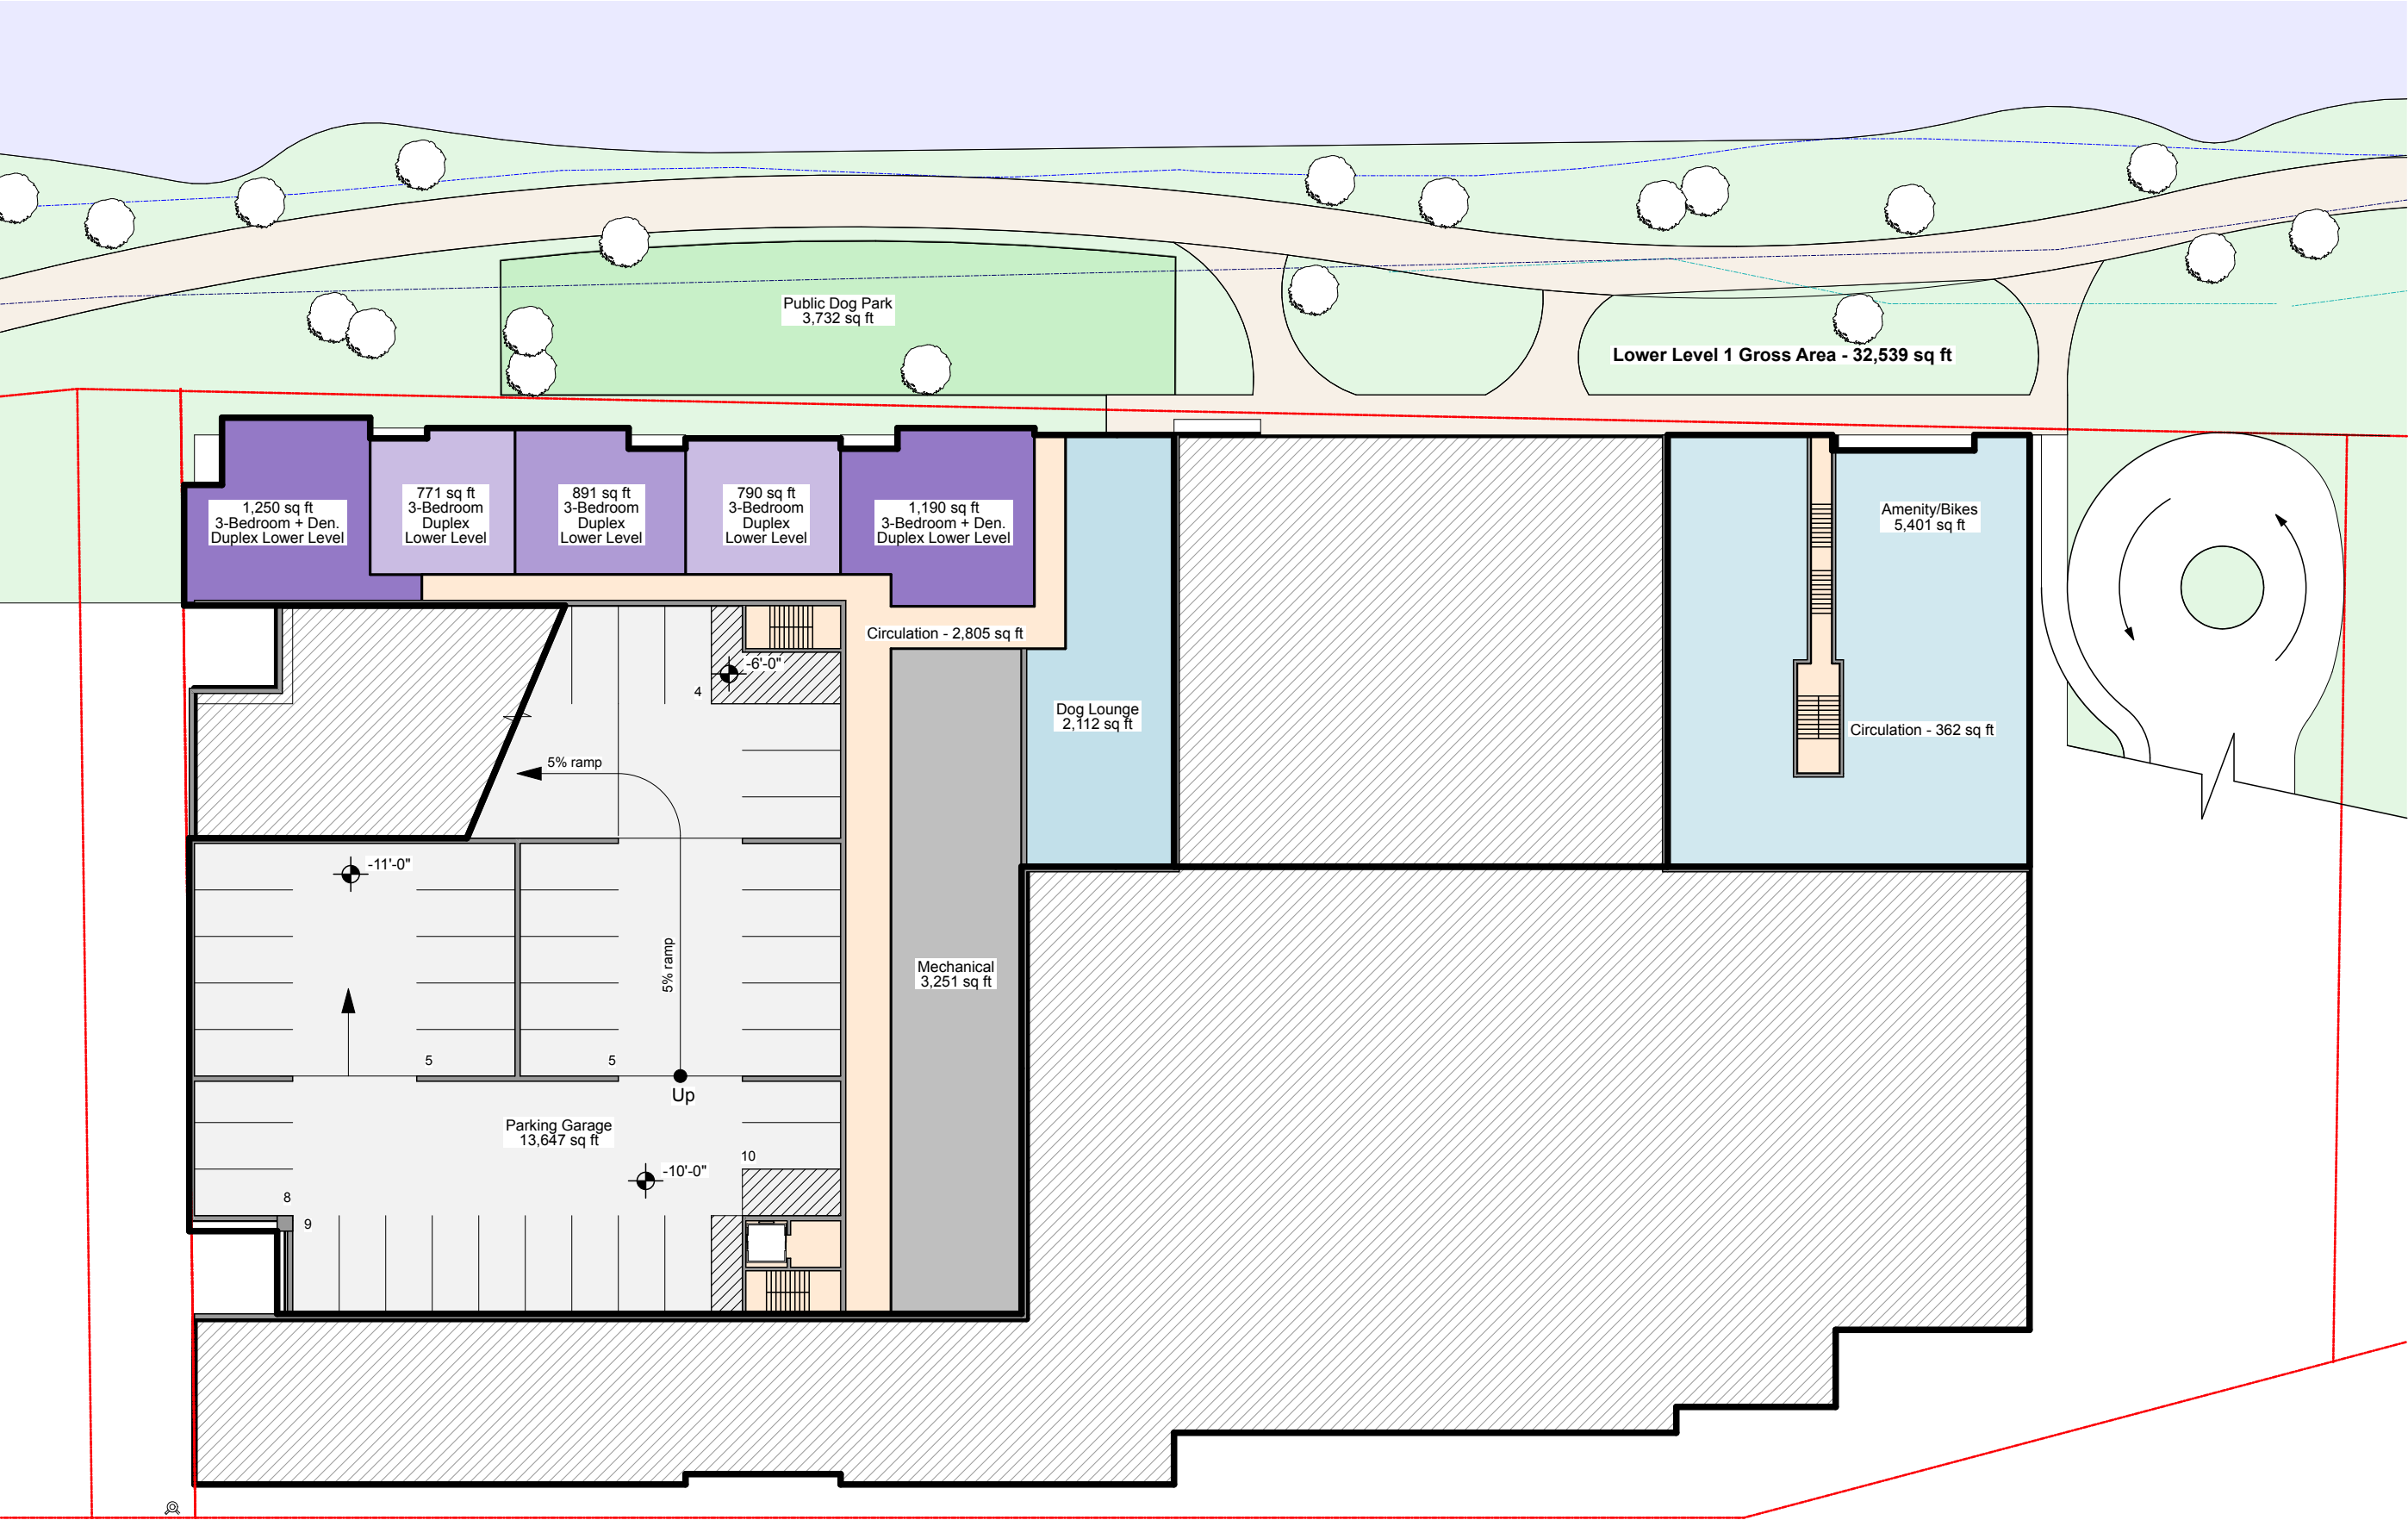 Public Dog Park
3,732 sq ft
Lower Level 1 Gross Area - 32,539 sq ft
1,250 sq ft
3-Bedroom + Den.
Duplex Lower Level
771 sq ft
3-Bedroom
Duplex
Lower Level
891 sq ft
3-Bedroom
Duplex
Lower Level
790 sq ft
3-Bedroom
Duplex
Lower Level
1,190 sq ft
3-Bedroom + Den.
Duplex Lower Level
Amenity/Bikes
5,401 sq ft
Circulation - 2,805 sq ft
-6'-0"
4
Dog Lounge
2,112 sq ft
Circulation - 362 sq ft
5% ramp
-11'-0"
5% ramp
Mechanical
3,251 sq ft
5
5
Up
Parking Garage
13,647 sq ft
10
-10'-0"
8
9